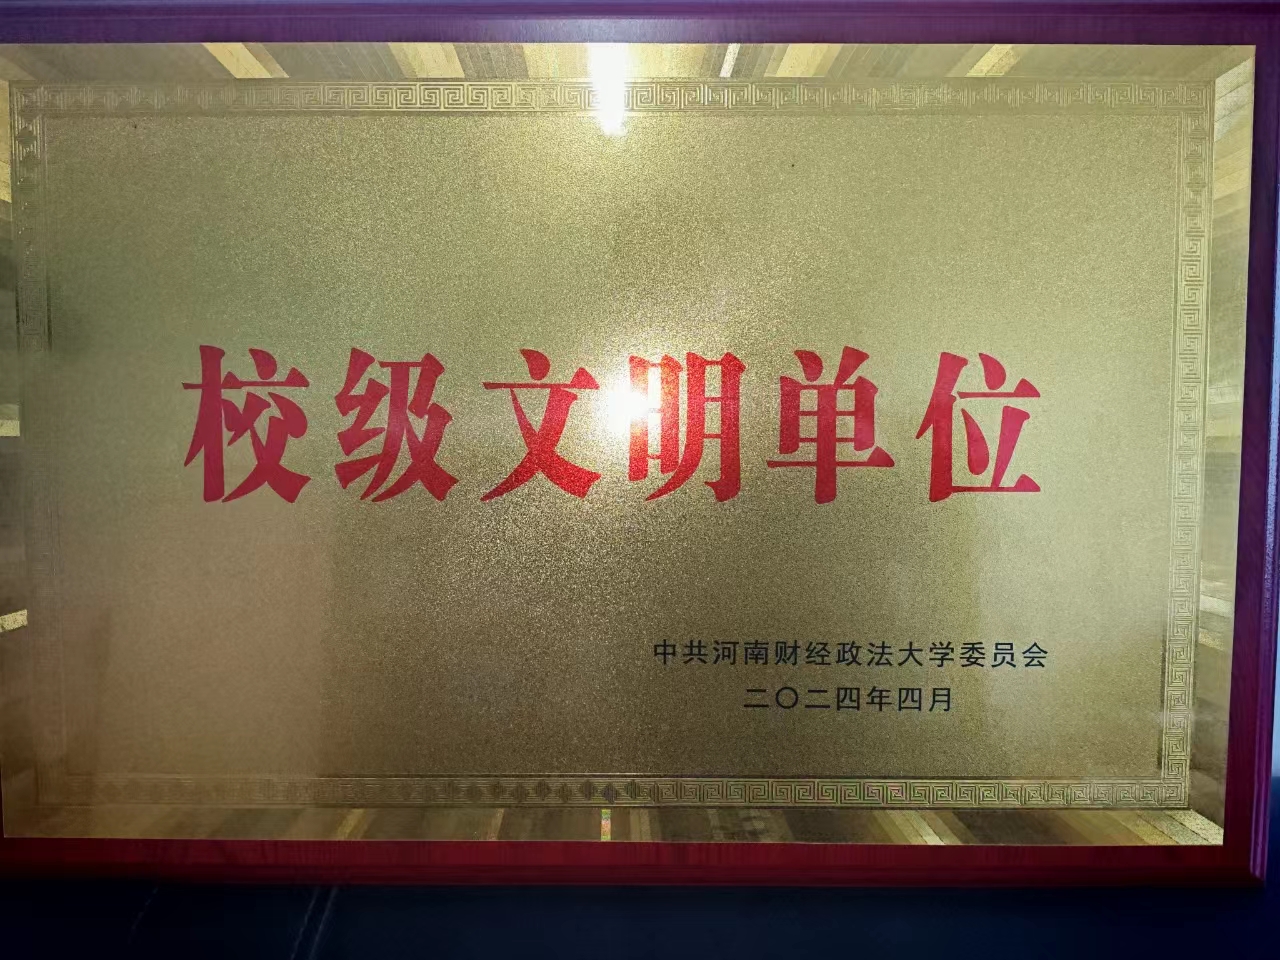 校级文明单位
中共河南财经政法大学委员会
二〇二四年四月